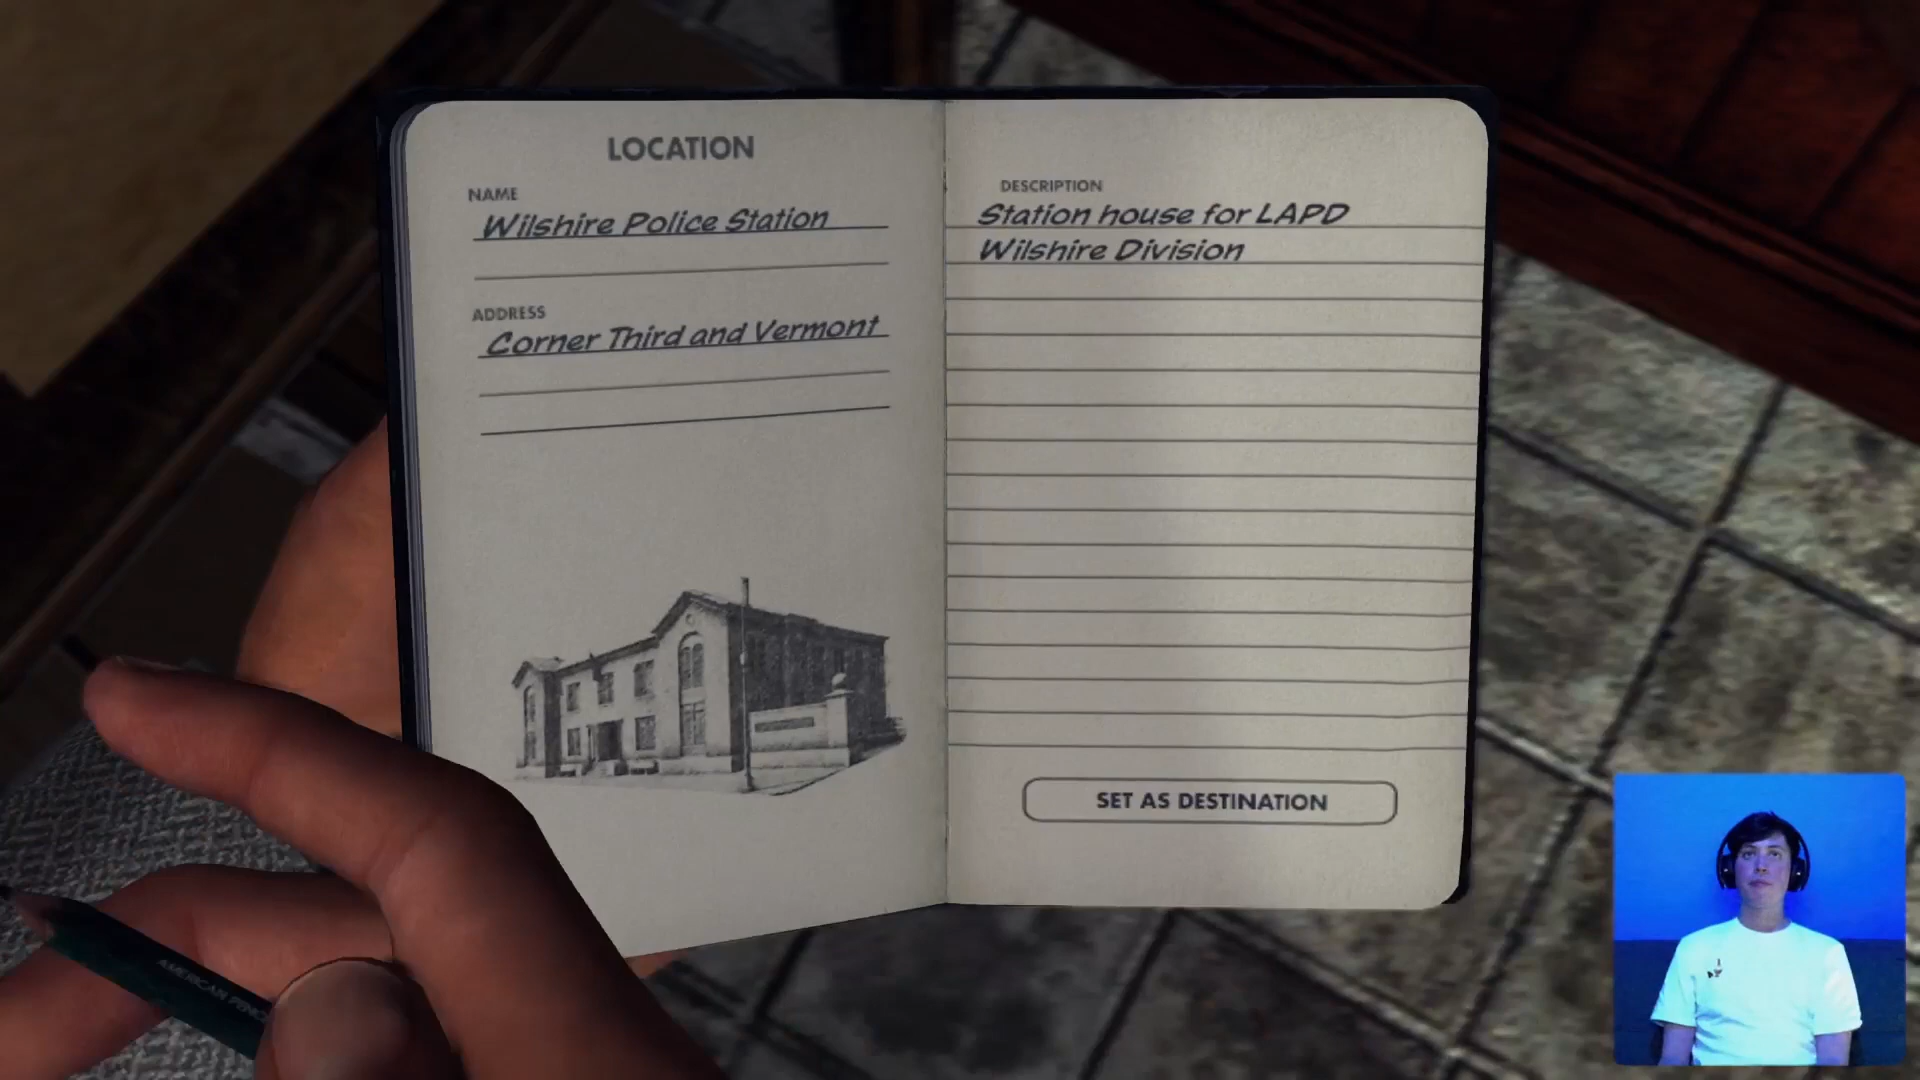 LOCATION
NAME
Wilshire Police Station
ADDRESS
Corner Third and Vermont
DESCRIPTION
Station house for LAPD
Wilshire Division
SET AS DESTINATION
AMERICAN